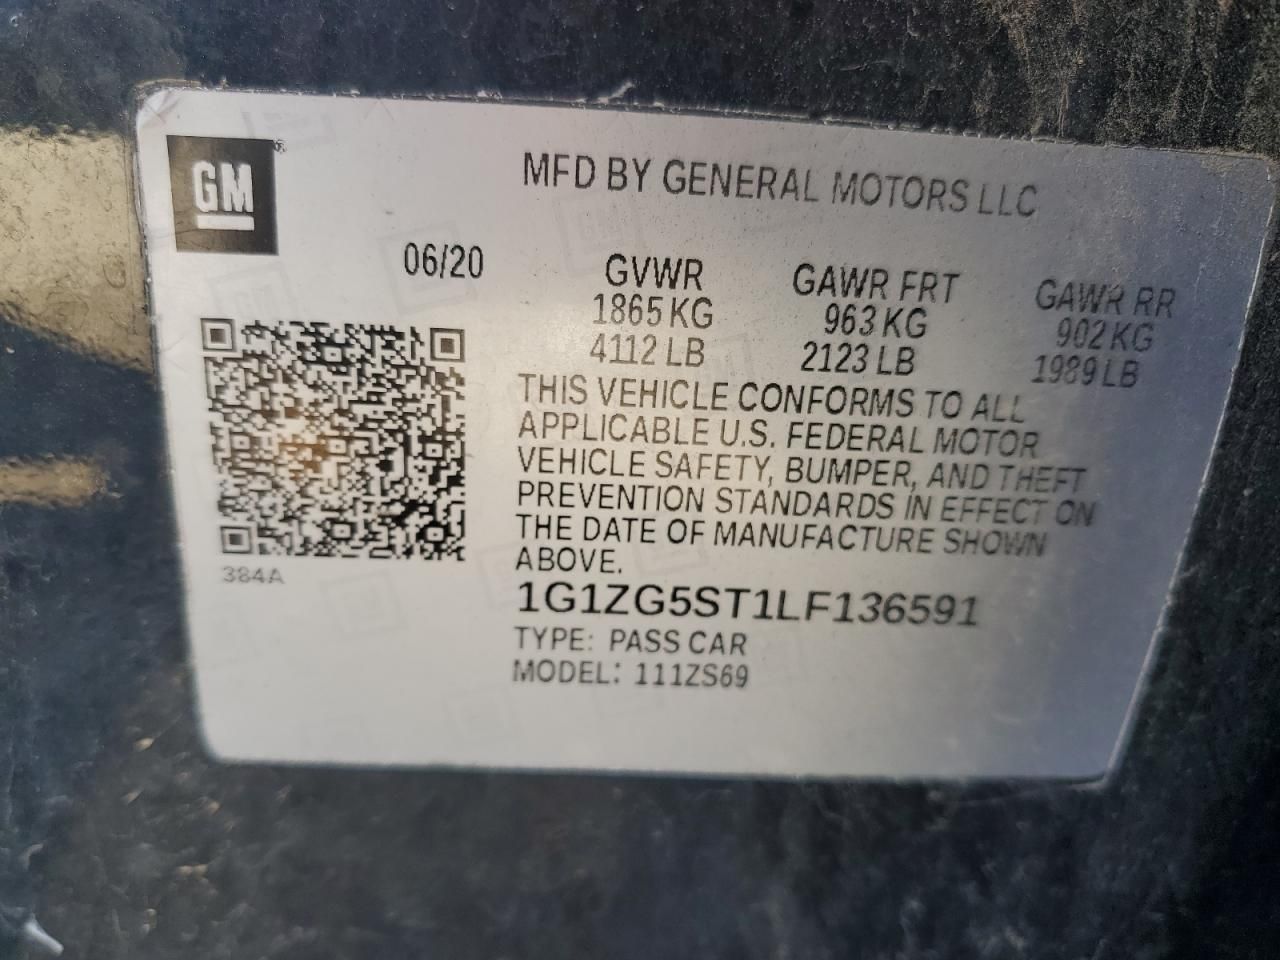 GM
MFD BY GENERAL MOTORS LLC
06/20
GVWR
1865 KG
4112 LB
GAWR FRT
963 KG
2123 LB
GAWR RR
902 KG
1989 LB
THIS VEHICLE CONFORMS TO ALL
APPLICABLE U.S. FEDERAL MOTOR
VEHICLE SAFETY, BUMPER, AND THEFT
PREVENTION STANDARDS IN EFFECT ON
THE DATE OF MANUFACTURE SHOWN
ABOVE.
384A
1G1ZG5ST1LF136591
TYPE: PASS CAR
MODEL: 111ZS69